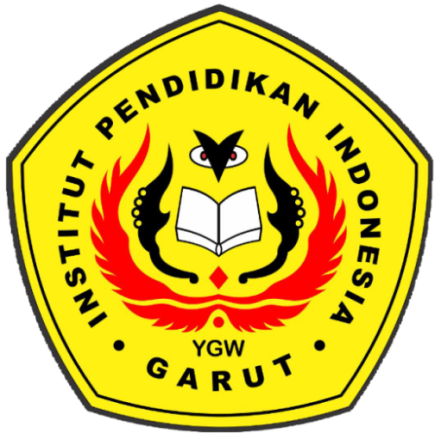 INSTITUT PENDIDIKAN INDONESIA
YGW
• GARUT •